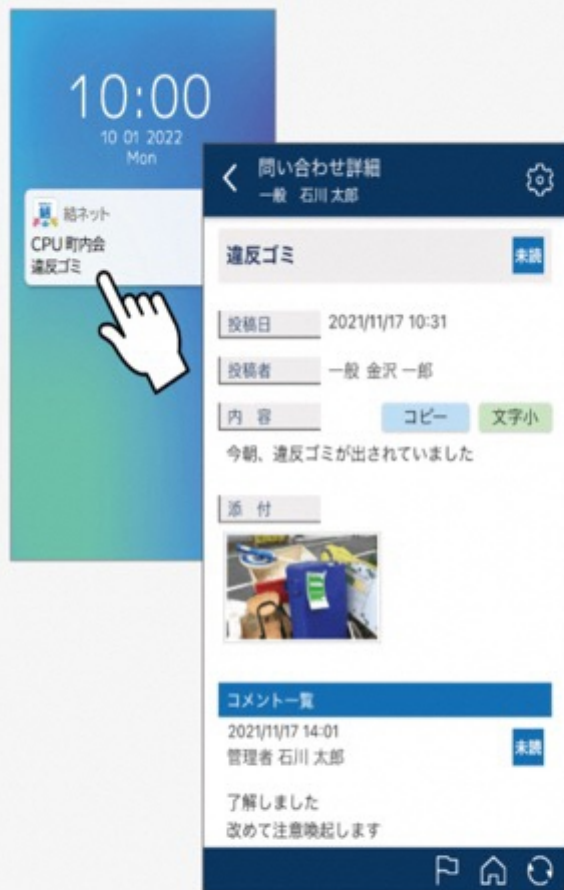 10:00
10 01 2022
Mon
結ネット
CPU 町内会
違反ゴミ
問い合わせ詳細
一般 石川 太郎
違反ゴミ
未読
投稿日 2021/11/17 10:31
投稿者 一般 金沢 一郎
内 容 コピー 文字小
今朝、違反ゴミが出されていました
添 付
コメント一覧
2021/11/17 14:01
管理者 石川 太郎
未読
了解しました
改めて注意喚起します